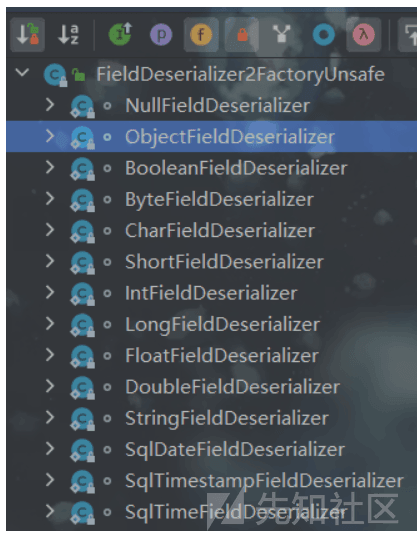 FieldDeserializer2FactoryUnsafe
NullFieldDeserializer
ObjectFieldDeserializer
BooleanFieldDeserializer
ByteFieldDeserializer
CharFieldDeserializer
ShortFieldDeserializer
IntFieldDeserializer
LongFieldDeserializer
FloatFieldDeserializer
DoubleFieldDeserializer
StringFieldDeserializer
SqlDateFieldDeserializer
SqlTimestampFieldDeserializer
SqlTimeFieldDeserializer
先知社区